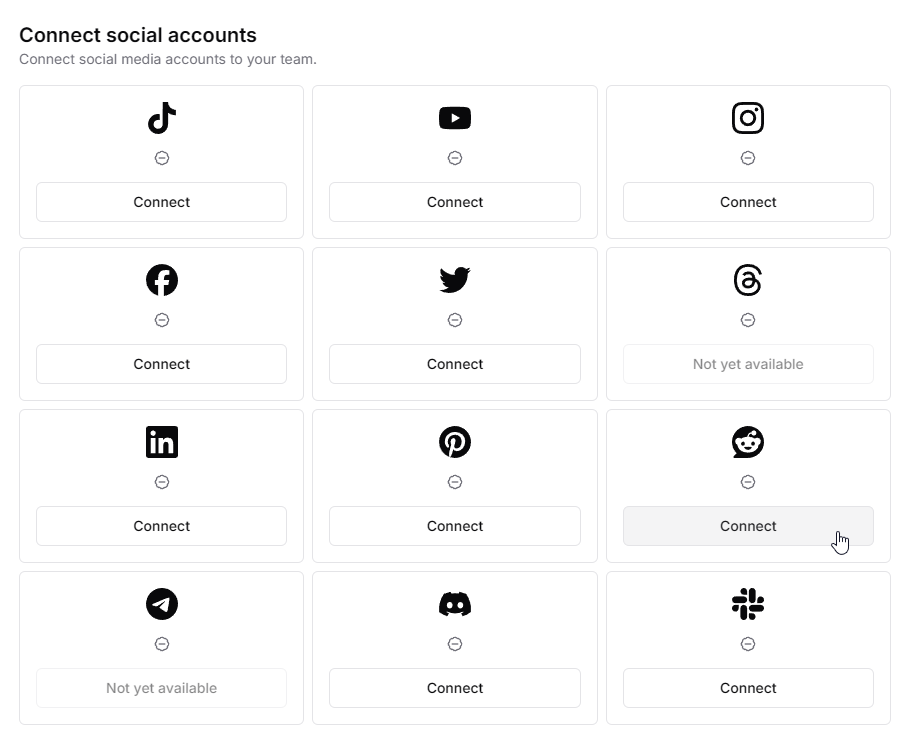 Connect social accounts
Connect social media accounts to your team.
Connect
Connect
Connect
Connect
Connect
Not yet available
in
Connect
Connect
Connect
Not yet available
Connect
Connect